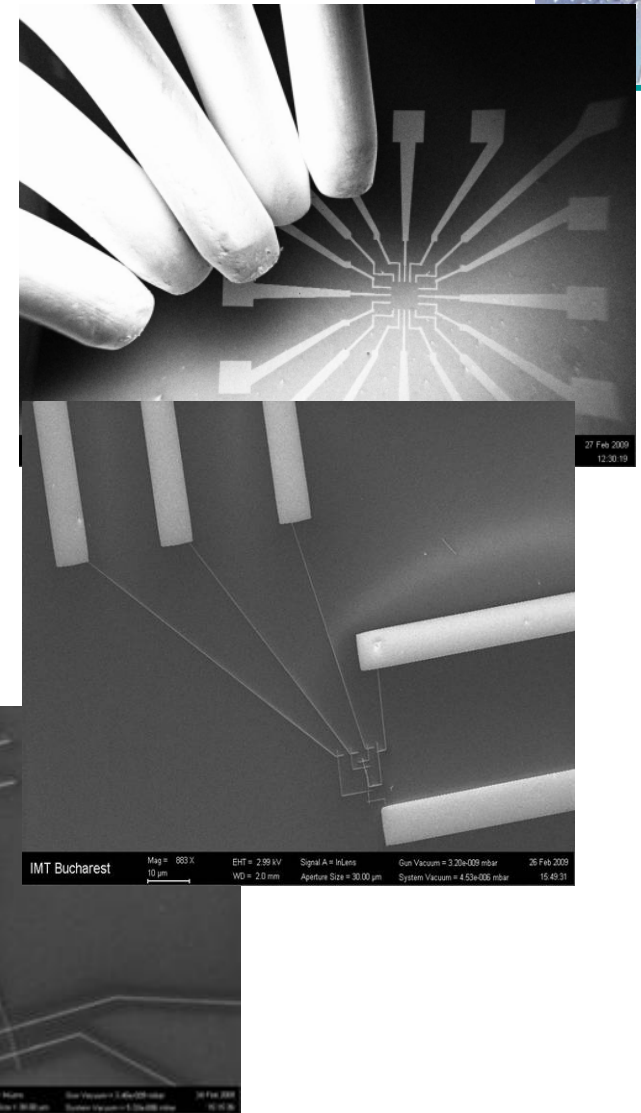 27 Feb 2009
12:30:19
IMT Bucharest
Mag = 883 X
10 µm
EHT = 2.99 kV
WD = 2.0 mm
Signal A = InLens
Aperture Size = 30.00 µm
Gun Vacuum = 3.20e-009 mbar
System Vacuum = 4.53e-006 mbar
26 Feb 2009
15:49:31